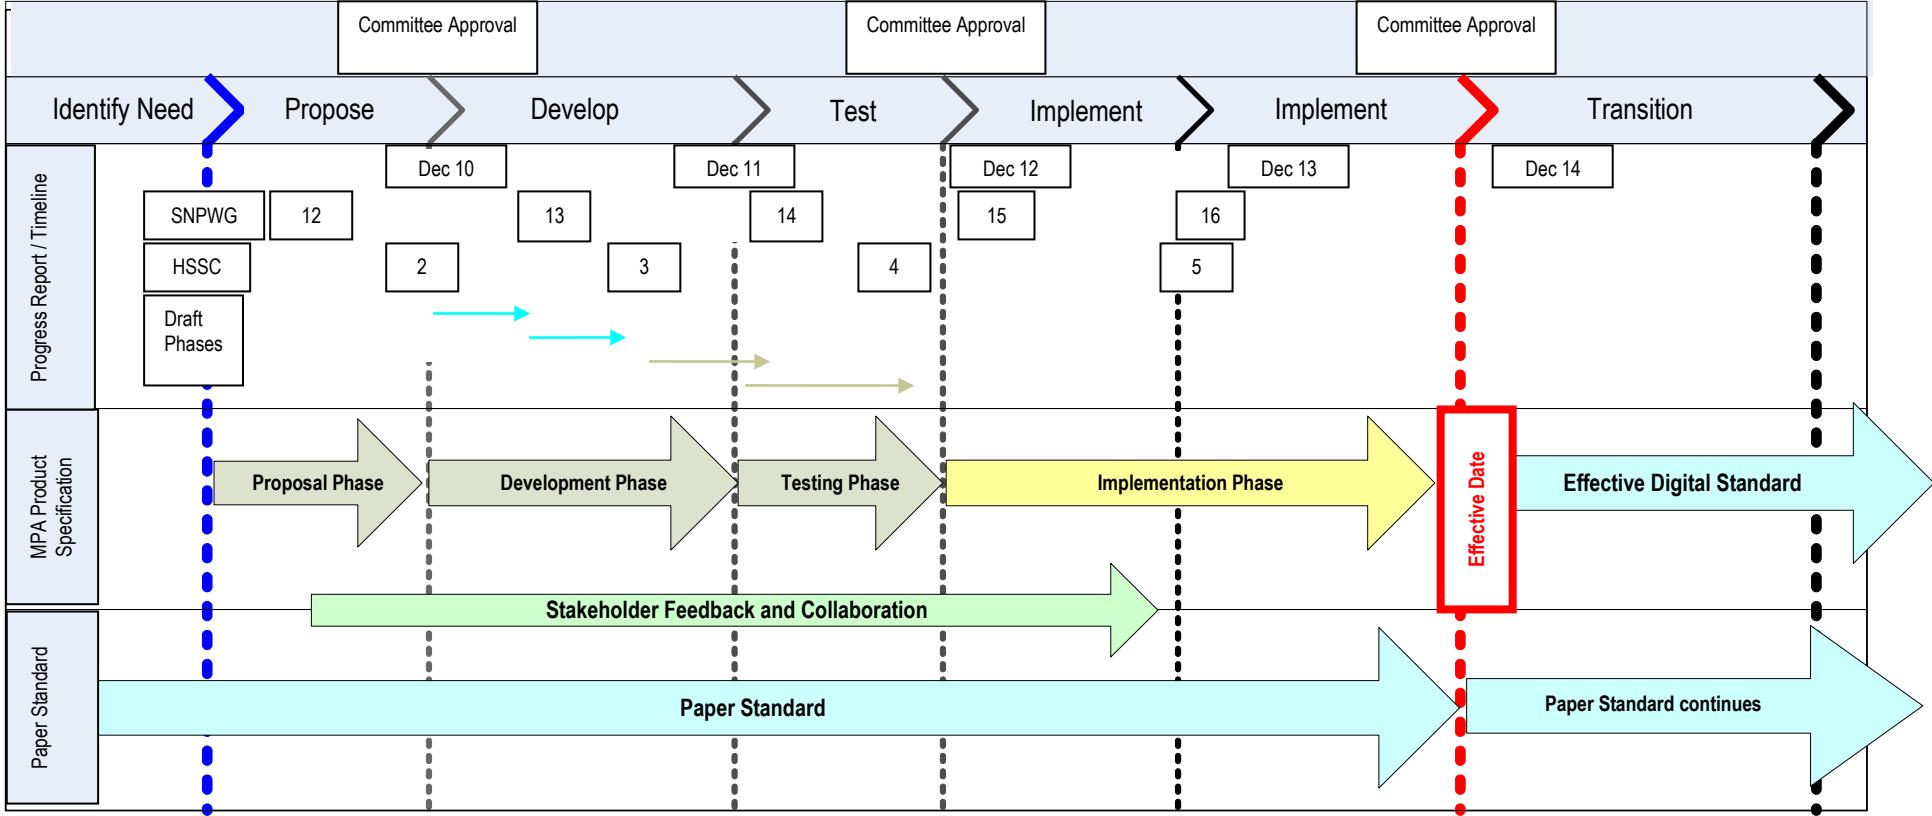 Committee Approval
Committee Approval
Committee Approval
Identify Need
Propose
Develop
Test
Implement
Implement
Transition
Progress Report / Timeline
Dec 10
Dec 11
Dec 12
Dec 13
Dec 14
SNPWG
12
13
14
15
16
HSSC
2
3
4
5
Draft
Phases
MPA Product
Specification
Proposal Phase
Development Phase
Testing Phase
Implementation Phase
Effective Date
Effective Digital Standard
Stakeholder Feedback and Collaboration
Paper Standard
Paper Standard
Paper Standard continues